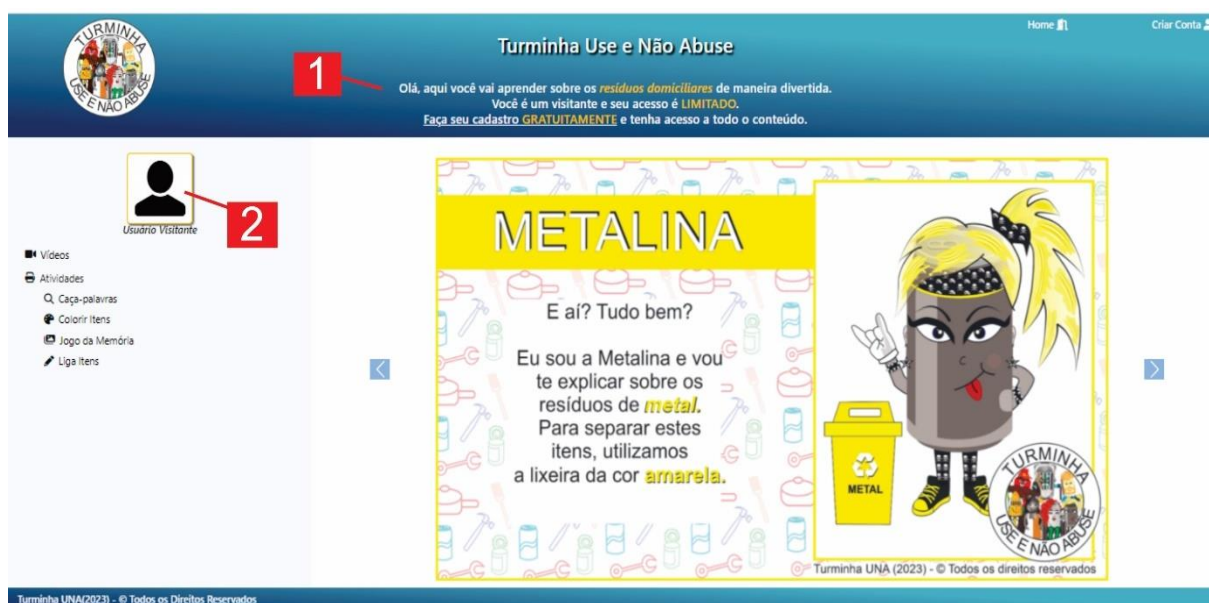 TURMINHA
USE E NÃO ABUSE
Turminha Use e Não Abuse
Home
Criar Conta
1
Olá, aqui você vai aprender sobre os resíduos domiciliares de maneira divertida.
Você é um visitante e seu acesso é LIMITADO.
Faça seu cadastro GRATUITAMENTE e tenha acesso a todo o conteúdo.
2
Usuário Visitante
Vídeos
Atividades
Caça-palavras
Colorir Itens
Jogo da Memória
Liga Itens
METALINA
E aí? Tudo bem?
Eu sou a Metalina e vou
te explicar sobre os
resíduos de metal.
Para separar estes
itens, utilizamos
a lixeira da cor amarela.
METAL
TURMINHA
USE E NÃO ABUSE
Turminha UNA (2023) - © Todos os direitos reservados
Turminha UNA(2023) - © Todos os Direitos Reservados